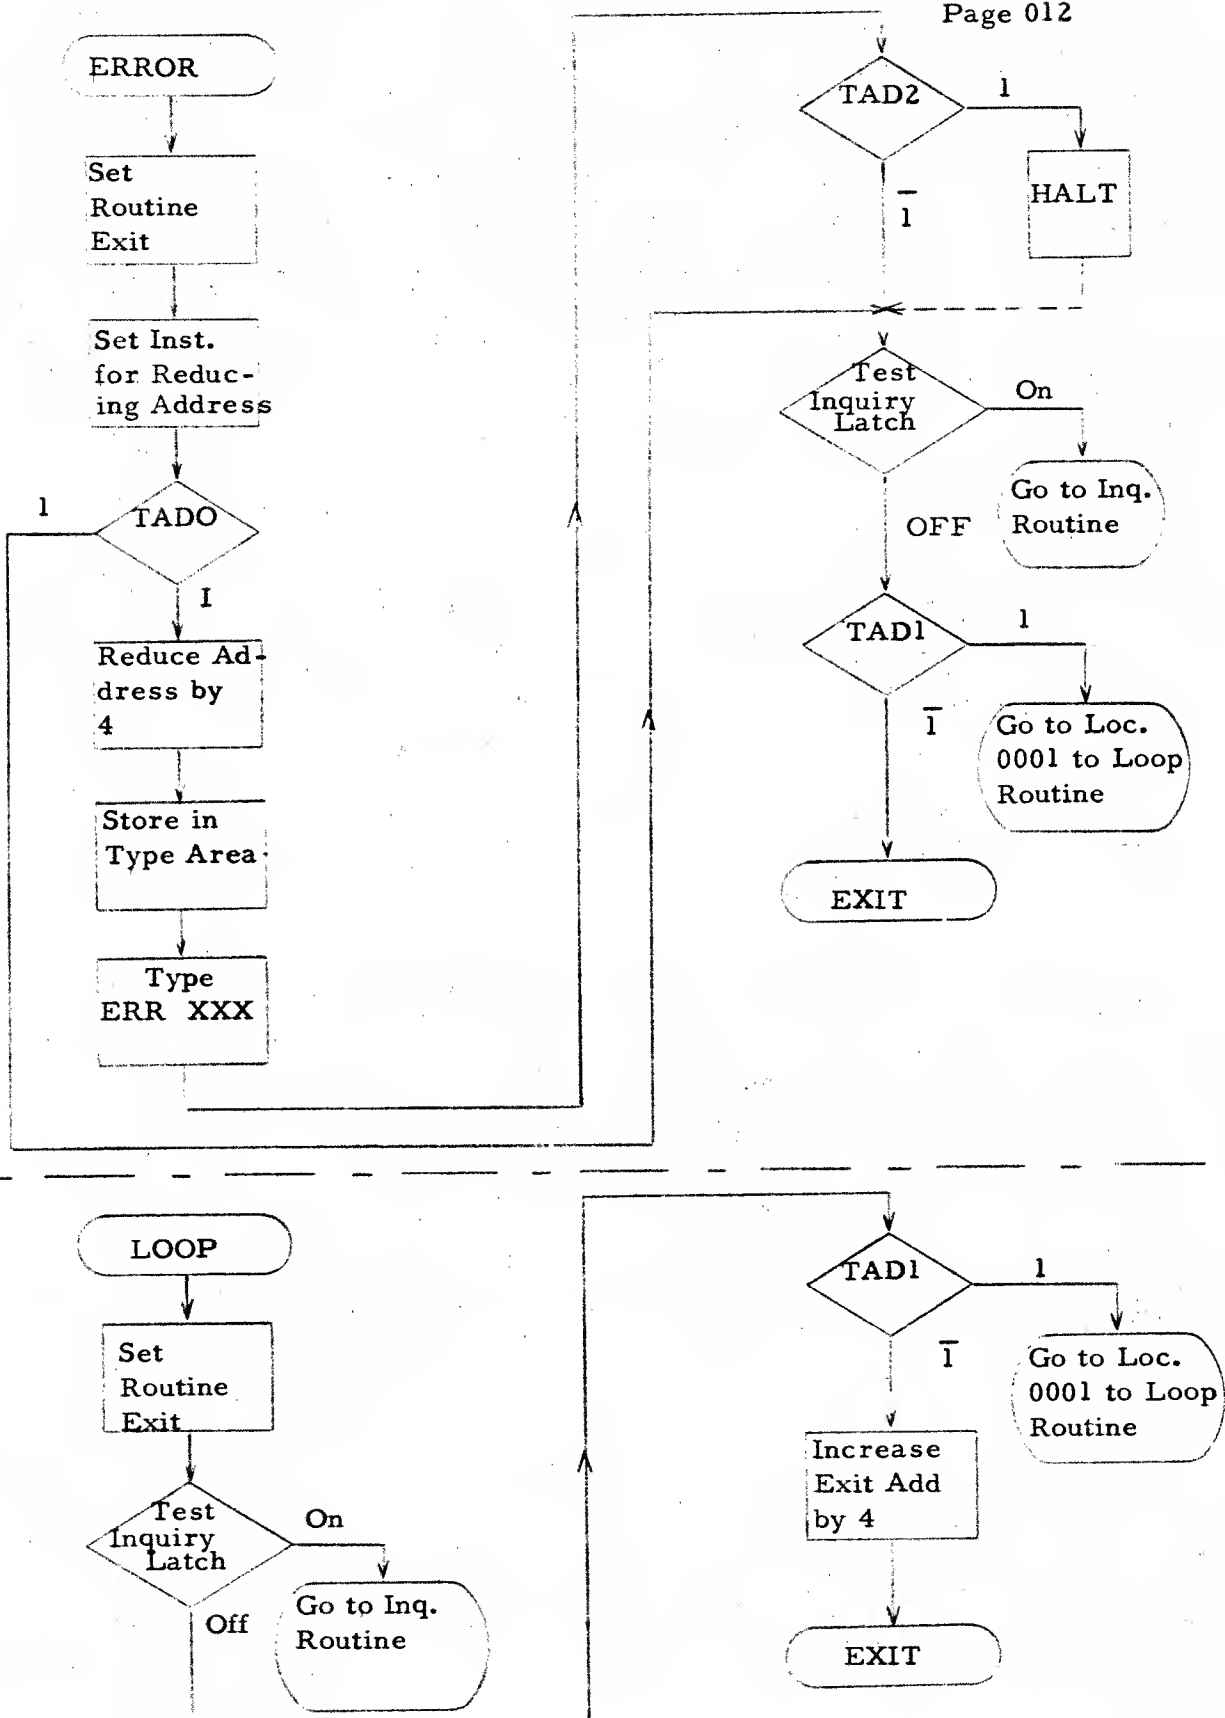 Page 012
ERROR
Set
Routine
Exit
Set Inst.
for Reduc-
ing Address
TADO
1
I
Reduce Ad-
dress by
4
Store in
Type Area
Type
ERR XXX
TAD2
1
1̅
HALT
Test
Inquiry
Latch
On
Go to Inq.
Routine
OFF
TAD1
1
1̅
Go to Loc.
0001 to Loop
Routine
EXIT
LOOP
Set
Routine
Exit
Test
Inquiry
Latch
On
Go to Inq.
Routine
Off
TAD1
1
1̅
Go to Loc.
0001 to Loop
Routine
Increase
Exit Add
by 4
EXIT